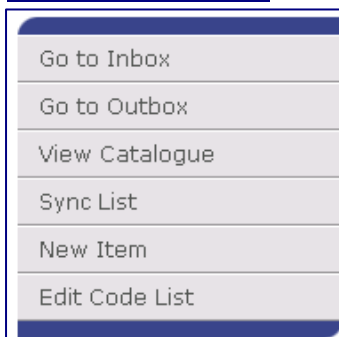 Go to Inbox
Go to Outbox
View Catalogue
Sync List
New Item
Edit Code List